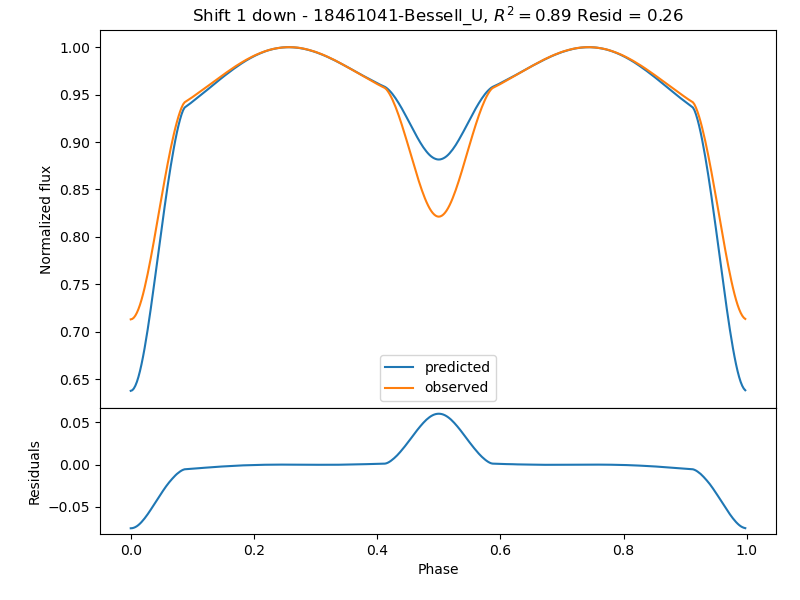 Shift 1 down - 18461041-Bessell_U, $R^2 = 0.89$ Resid = 0.26
1.00
0.95
0.90
0.85
0.80
0.75
0.70
0.65
Normalized flux
predicted
observed
0.05
0.00
−0.05
Residuals
0.0 0.2 0.4 0.6 0.8 1.0
Phase